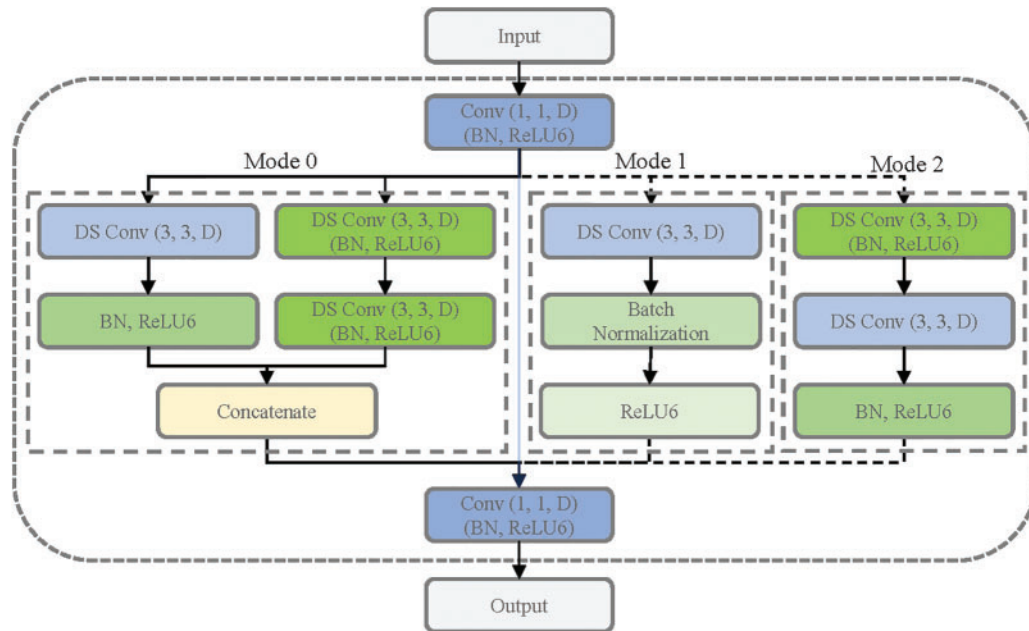 Input
Conv (1, 1, D)
(BN, ReLU6)
Mode 0
Mode 1
Mode 2
DS Conv (3, 3, D)
BN, ReLU6
DS Conv (3, 3, D)
(BN, ReLU6)
DS Conv (3, 3, D)
(BN, ReLU6)
Concatenate
DS Conv (3, 3, D)
Batch
Normalization
ReLU6
DS Conv (3, 3, D)
(BN, ReLU6)
DS Conv (3, 3, D)
BN, ReLU6
Conv (1, 1, D)
(BN, ReLU6)
Output